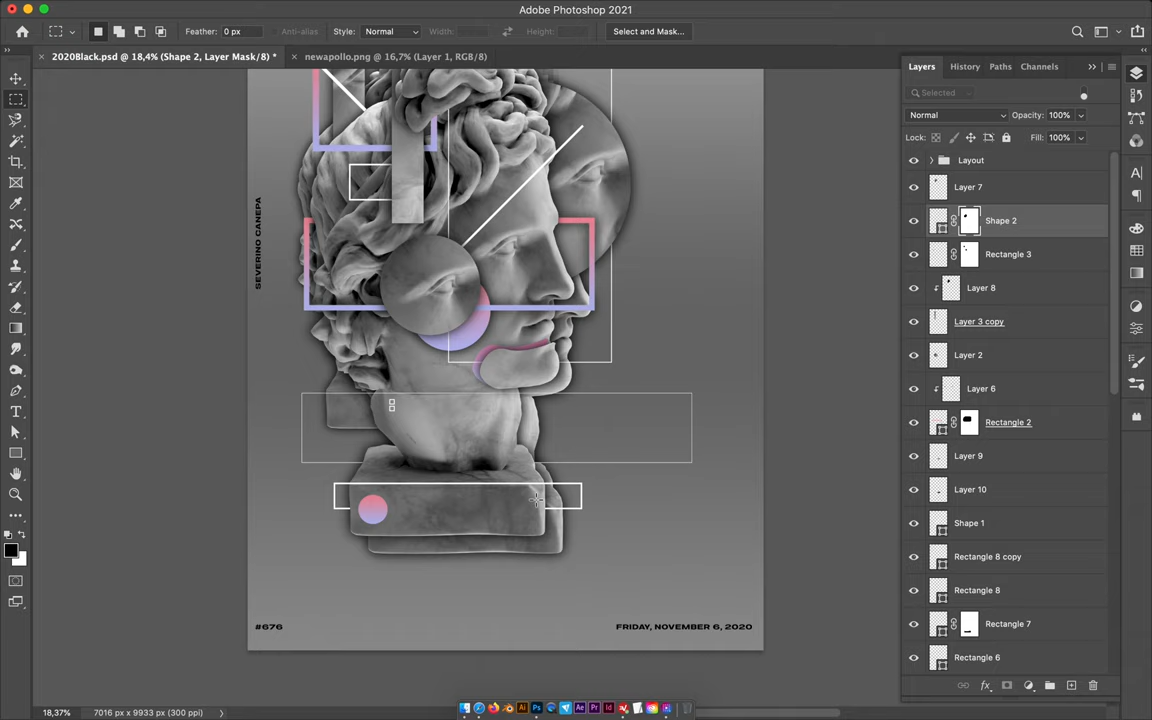 Adobe Photoshop 2021
Feather: 0 px
Anti-alias
Style: Normal
Width:
Height:
Select and Mask...
2020Black.psd @ 18,4% (Shape 2, Layer Mask/8) *
newapollo.png @ 16,7% (Layer 1, RGB/8)
Layers
History
Paths
Channels
Selected
Normal
Opacity: 100%
Lock:
Fill: 100%
Layout
Layer 7
Shape 2
Rectangle 3
Layer 8
Layer 3 copy
Layer 2
Layer 6
Rectangle 2
Layer 9
Layer 10
Shape 1
Rectangle 8 copy
Rectangle 8
Rectangle 7
Rectangle 6
SEVERINO CANEPA
#676
FRIDAY, NOVEMBER 6, 2020
18,37%
7016 px x 9933 px (300 ppi)